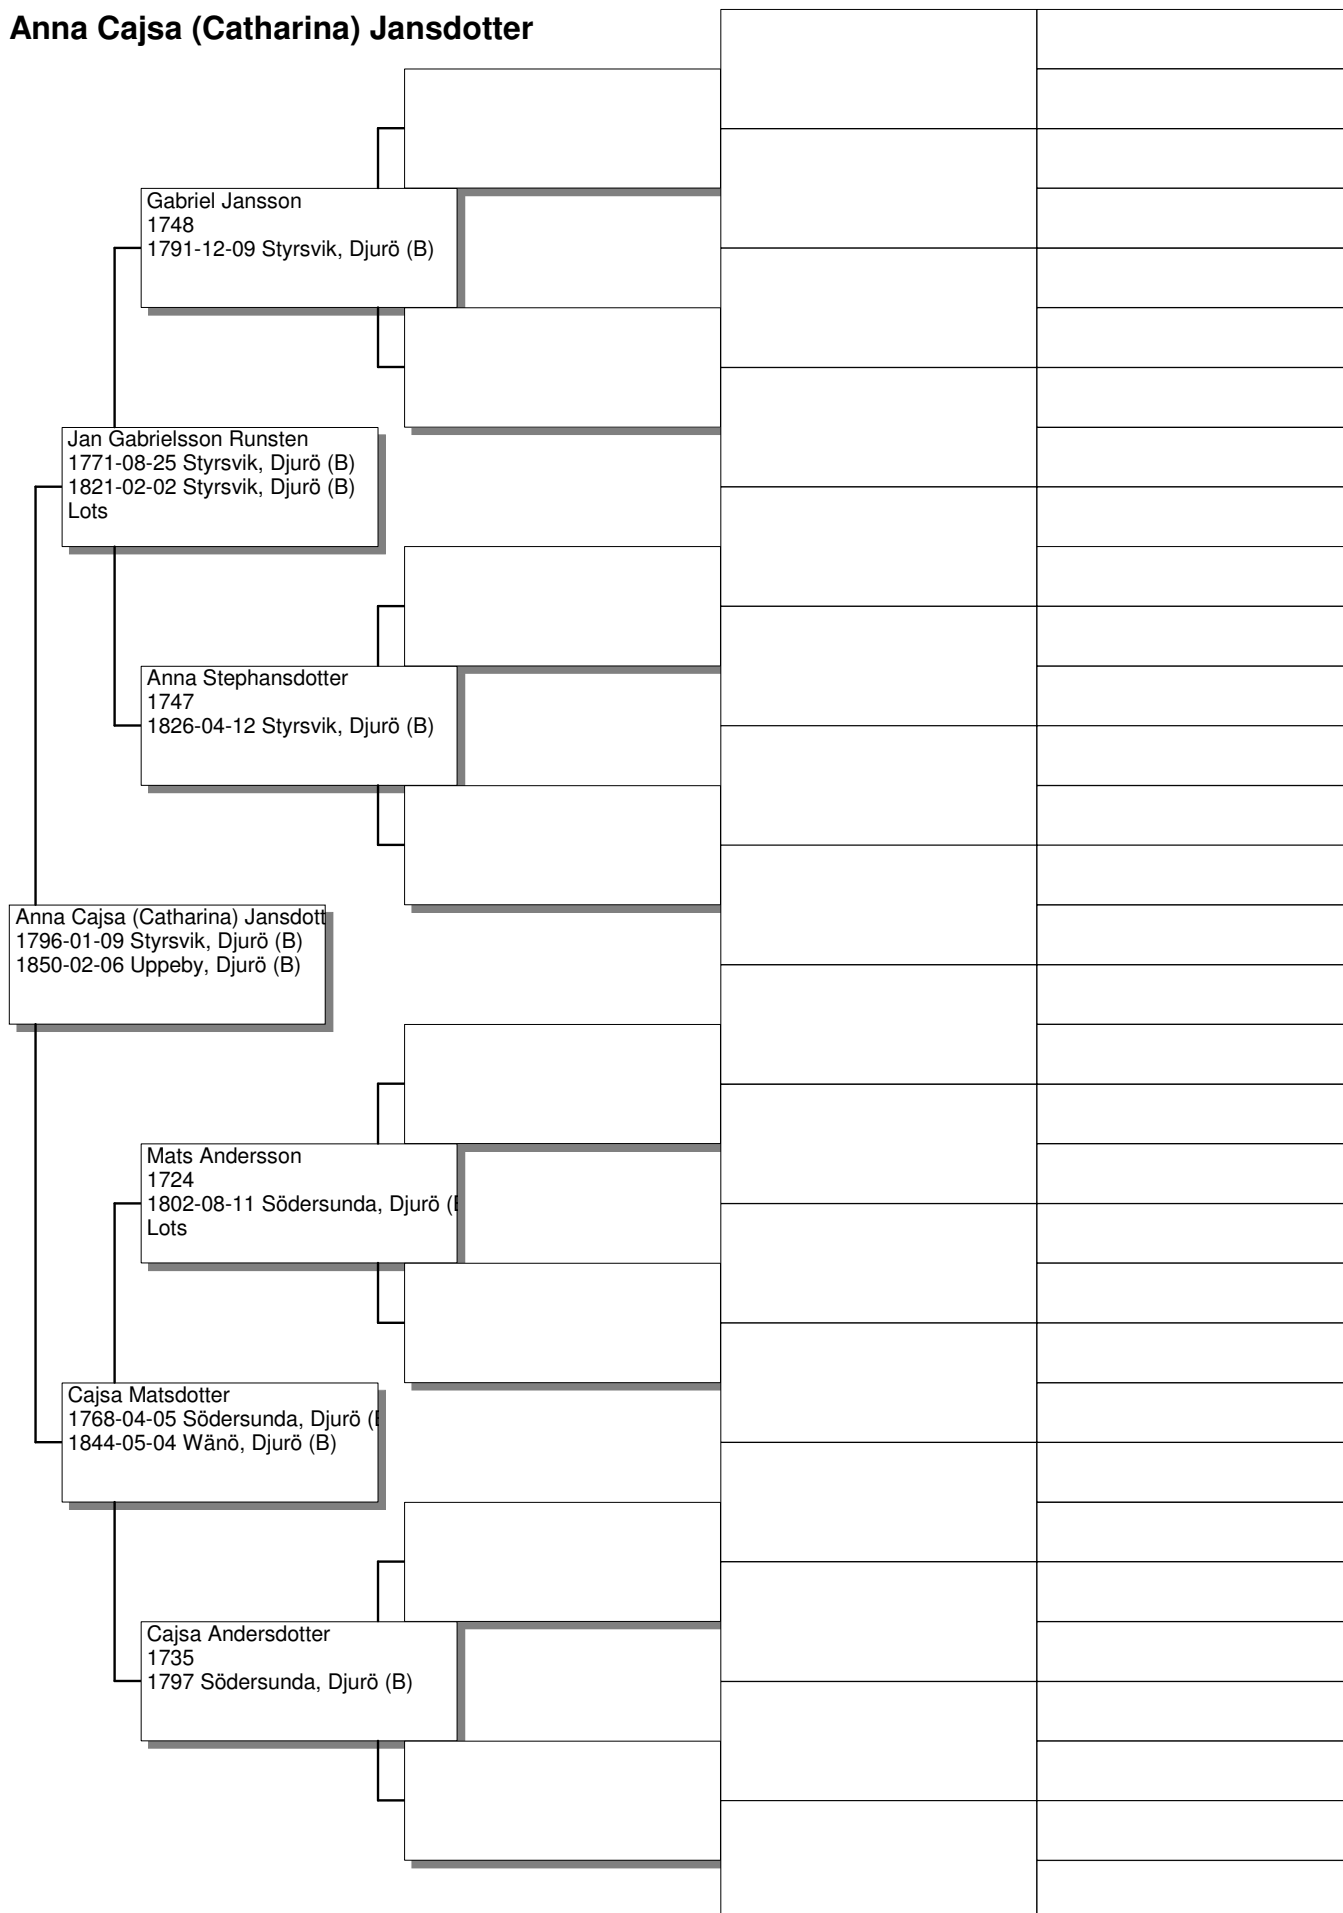 Anna Cajsa (Catharina) Jansdotter
Gabriel Jansson
1748
1791-12-09 Styrsvik, Djurö (B)
Jan Gabrielsson Runsten
1771-08-25 Styrsvik, Djurö (B)
1821-02-02 Styrsvik, Djurö (B)
Lots
Anna Stephansdotter
1747
1826-04-12 Styrsvik, Djurö (B)
Anna Cajsa (Catharina) Jansdott
1796-01-09 Styrsvik, Djurö (B)
1850-02-06 Uppeby, Djurö (B)
Mats Andersson
1724
1802-08-11 Södersunda, Djurö (B
Lots
Cajsa Matsdotter
1768-04-05 Södersunda, Djurö (B
1844-05-04 Wänö, Djurö (B)
Cajsa Andersdotter
1735
1797 Södersunda, Djurö (B)